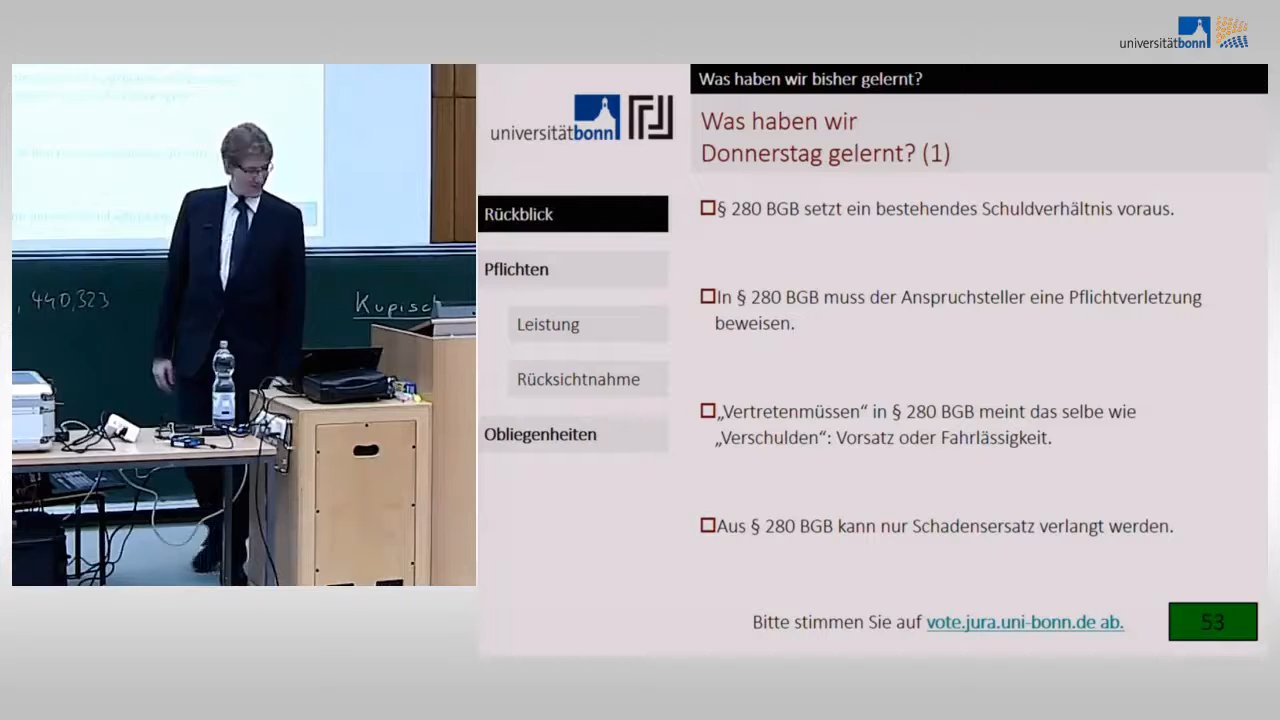 universitätbonn
Was haben wir bisher gelernt?
universitätbonn
Was haben wir
Donnerstag gelernt? (1)
Rückblick
Pflichten
Leistung
Rücksichtnahme
Obliegenheiten
§ 280 BGB setzt ein bestehendes Schuldverhältnis voraus.
In § 280 BGB muss der Anspruchsteller eine Pflichtverletzung
beweisen.
„Vertretenmüssen“ in § 280 BGB meint das selbe wie
„Verschulden“: Vorsatz oder Fahrlässigkeit.
Aus § 280 BGB kann nur Schadensersatz verlangt werden.
Bitte stimmen Sie auf vote.jura.uni-bonn.de ab.
53
, 440,323
Kupisc